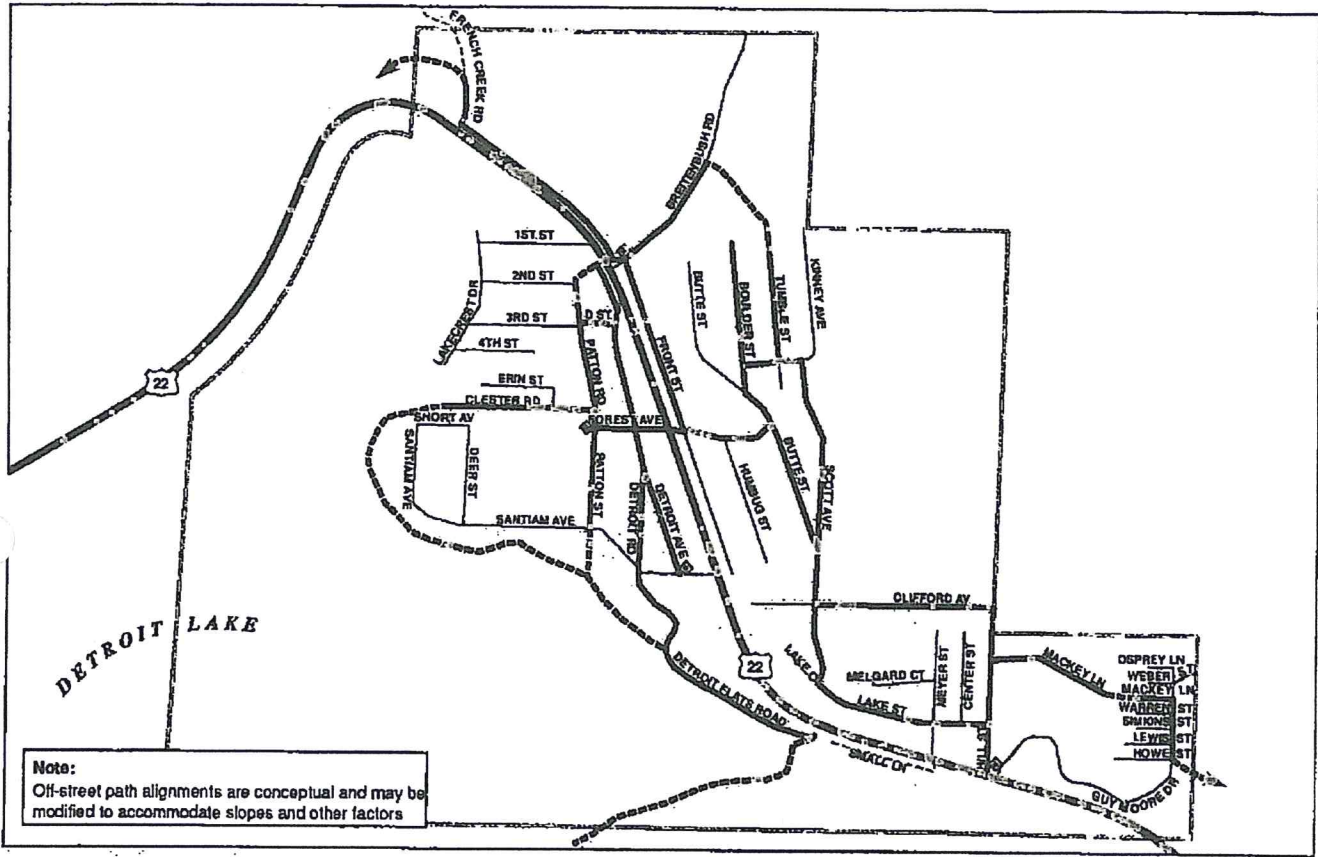 FRENCH CREEK RD
BREITENBUSH RD
1ST. ST
2ND ST
3RD ST
D ST.
4TH ST
LAKECREST DR
PATTON RD
FRONT ST
BUTTE ST
BOULDER ST
TUMBLE ST
KINNEY AVE
22
ERIN ST
CLESTER RD
SHORT AV
FOREST AVE
SANTIAM AVE
DEER ST
PATTON ST
DETROIT RD
DETROIT AVE
HUMBUG ST
BUTTE ST
SCOTT AVE
SANTIAM AVE
CLIFFORD AV
DETROIT LAKE
22
DETROIT FLATS ROAD
MELGARD CT
MEYER ST
CENTER ST
LAKE ST
MACKEY LN
OSPREY LN
WEBER ST
MACKEY LN
WARREN ST
SIMIONS ST
LEWIS ST
HOWE ST
GUY MOORE DR
Note:
Off-street path alignments are conceptual and may be
modified to accommodate slopes and other factors